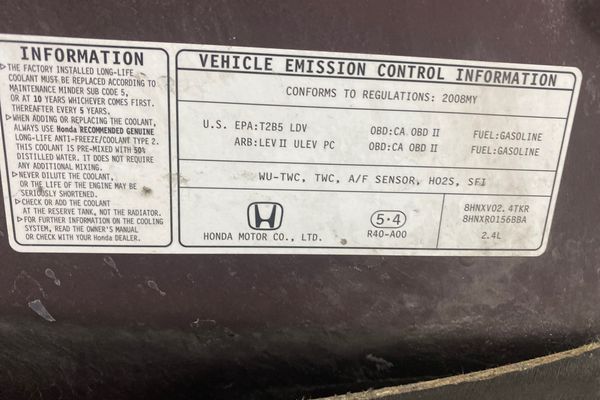 INFORMATION
▷THE FACTORY INSTALLED LONG-LIFE
COOLANT MUST BE REPLACED ACCORDING TO
MAINTENANCE MINDER SUB CODE 5,
OR AT 10 YEARS WHICHEVER COMES FIRST.
THEREAFTER EVERY 5 YEARS.
▷WHEN ADDING OR REPLACING THE COOLANT,
ALWAYS USE Honda RECOMMENDED GENUINE
LONG-LIFE ANTI-FREEZE/COOLANT TYPE 2.
THIS COOLANT IS PRE-MIXED WITH 50%
DISTILLED WATER. IT DOES NOT REQUIRE
ANY ADDITIONAL MIXING.
▷NEVER DILUTE THE COOLANT,
OR THE LIFE OF THE ENGINE MAY BE
SERIOUSLY SHORTENED.
▷CHECK OR ADD THE COOLANT
AT THE RESERVE TANK, NOT THE RADIATOR.
▷FOR FURTHER INFORMATION ON THE COOLING
SYSTEM, READ THE OWNER'S MANUAL
OR CHECK WITH YOUR Honda DEALER.
VEHICLE EMISSION CONTROL INFORMATION
CONFORMS TO REGULATIONS: 2008MY
U.S. EPA:T2B5 LDV OBD:CA OBD II FUEL:GASOLINE
ARB:LEV II ULEV PC OBD:CA OBD II FUEL:GASOLINE
WU-TWC, TWC, A/F SENSOR, HO2S, SFI
HONDA MOTOR CO., LTD.
5·4
R40-A00
8HNXV02.4TKR
8HNXR0156BBA
2.4L